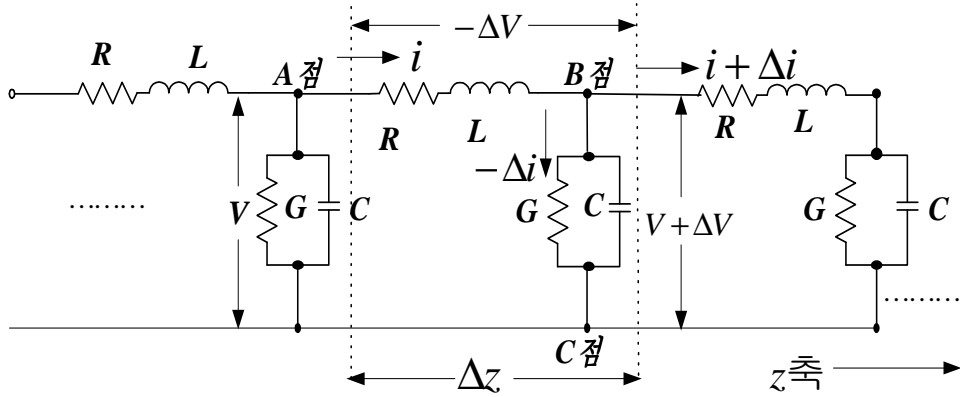 −ΔV
R L A점 i B점 i + Δi
R L R L
−Δi
V G C G C V + ΔV G C
……… ………
C점
Δz z축